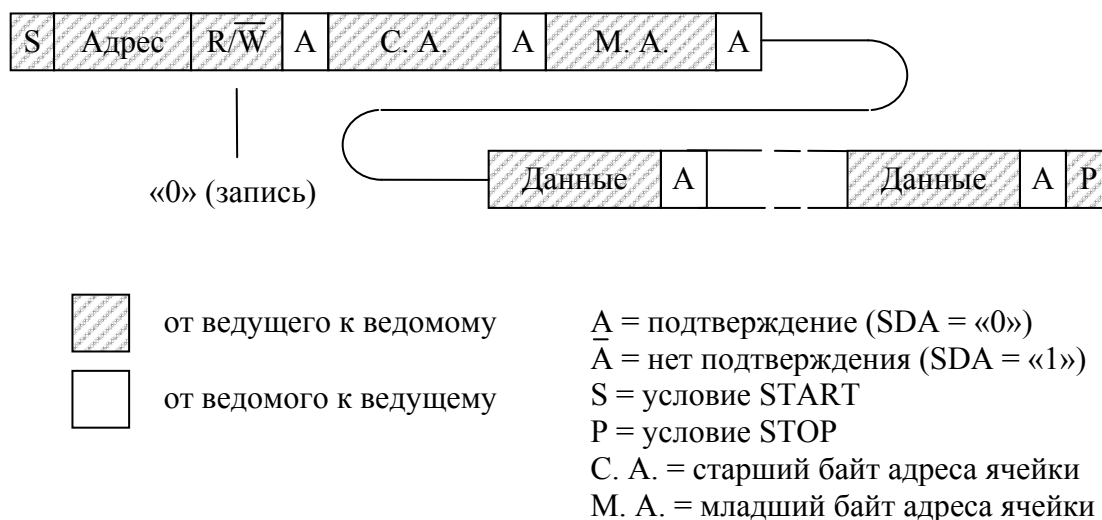 S Адрес R/W̅ A С. А. A М. А. A
Данные A Данные A P
«0» (запись)
от ведущего к ведомому
от ведомого к ведущему
A = подтверждение (SDA = «0»)
A̅ = нет подтверждения (SDA = «1»)
S = условие START
P = условие STOP
С. А. = старший байт адреса ячейки
М. А. = младший байт адреса ячейки